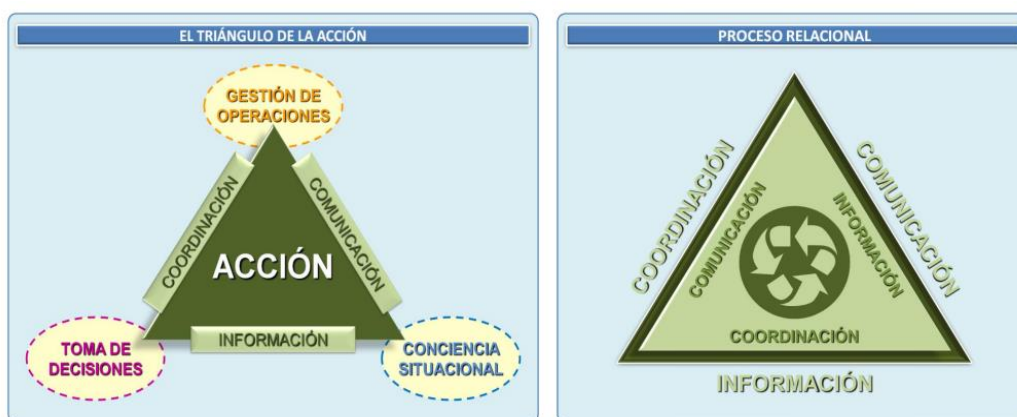 EL TRIÁNGULO DE LA ACCIÓN
GESTIÓN DE
OPERACIONES
COORDINACIÓN
COMUNICACIÓN
ACCIÓN
INFORMACIÓN
TOMA DE
DECISIONES
CONCIENCIA
SITUACIONAL
PROCESO RELACIONAL
COORDINACIÓN
COMUNICACIÓN
COMUNICACIÓN
INFORMACIÓN
COORDINACIÓN
INFORMACIÓN